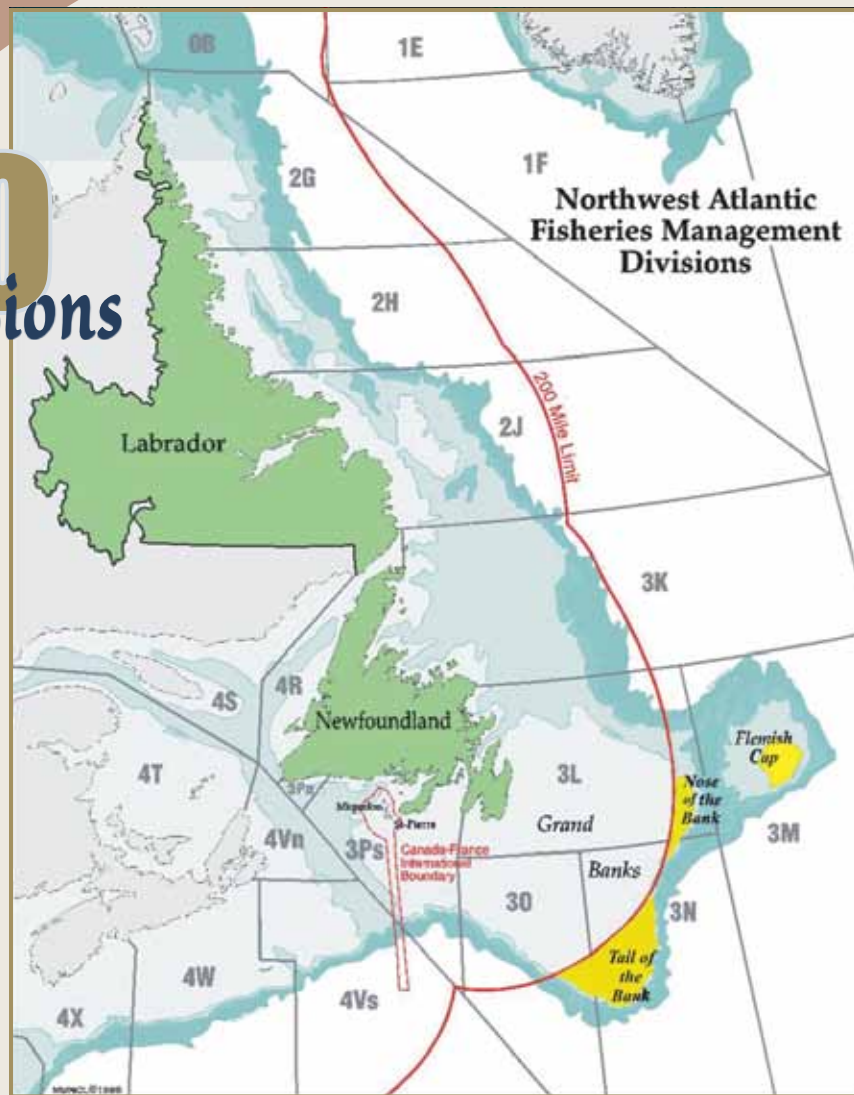 0B
1E
2G
1F
Northwest Atlantic
Fisheries Management
Divisions
2H
200 Mile Limit
2J
Labrador
3K
4S
4R
Newfoundland
4T
3Pn
Flemish
Cap
3L
Nose
of the
Bank
Miquelon
St-Pierre
Grand
3M
4Vn
3Ps
Canada-France
International
Boundary
Banks
3O
3N
Tail of
the
Bank
4W
4Vs
4X